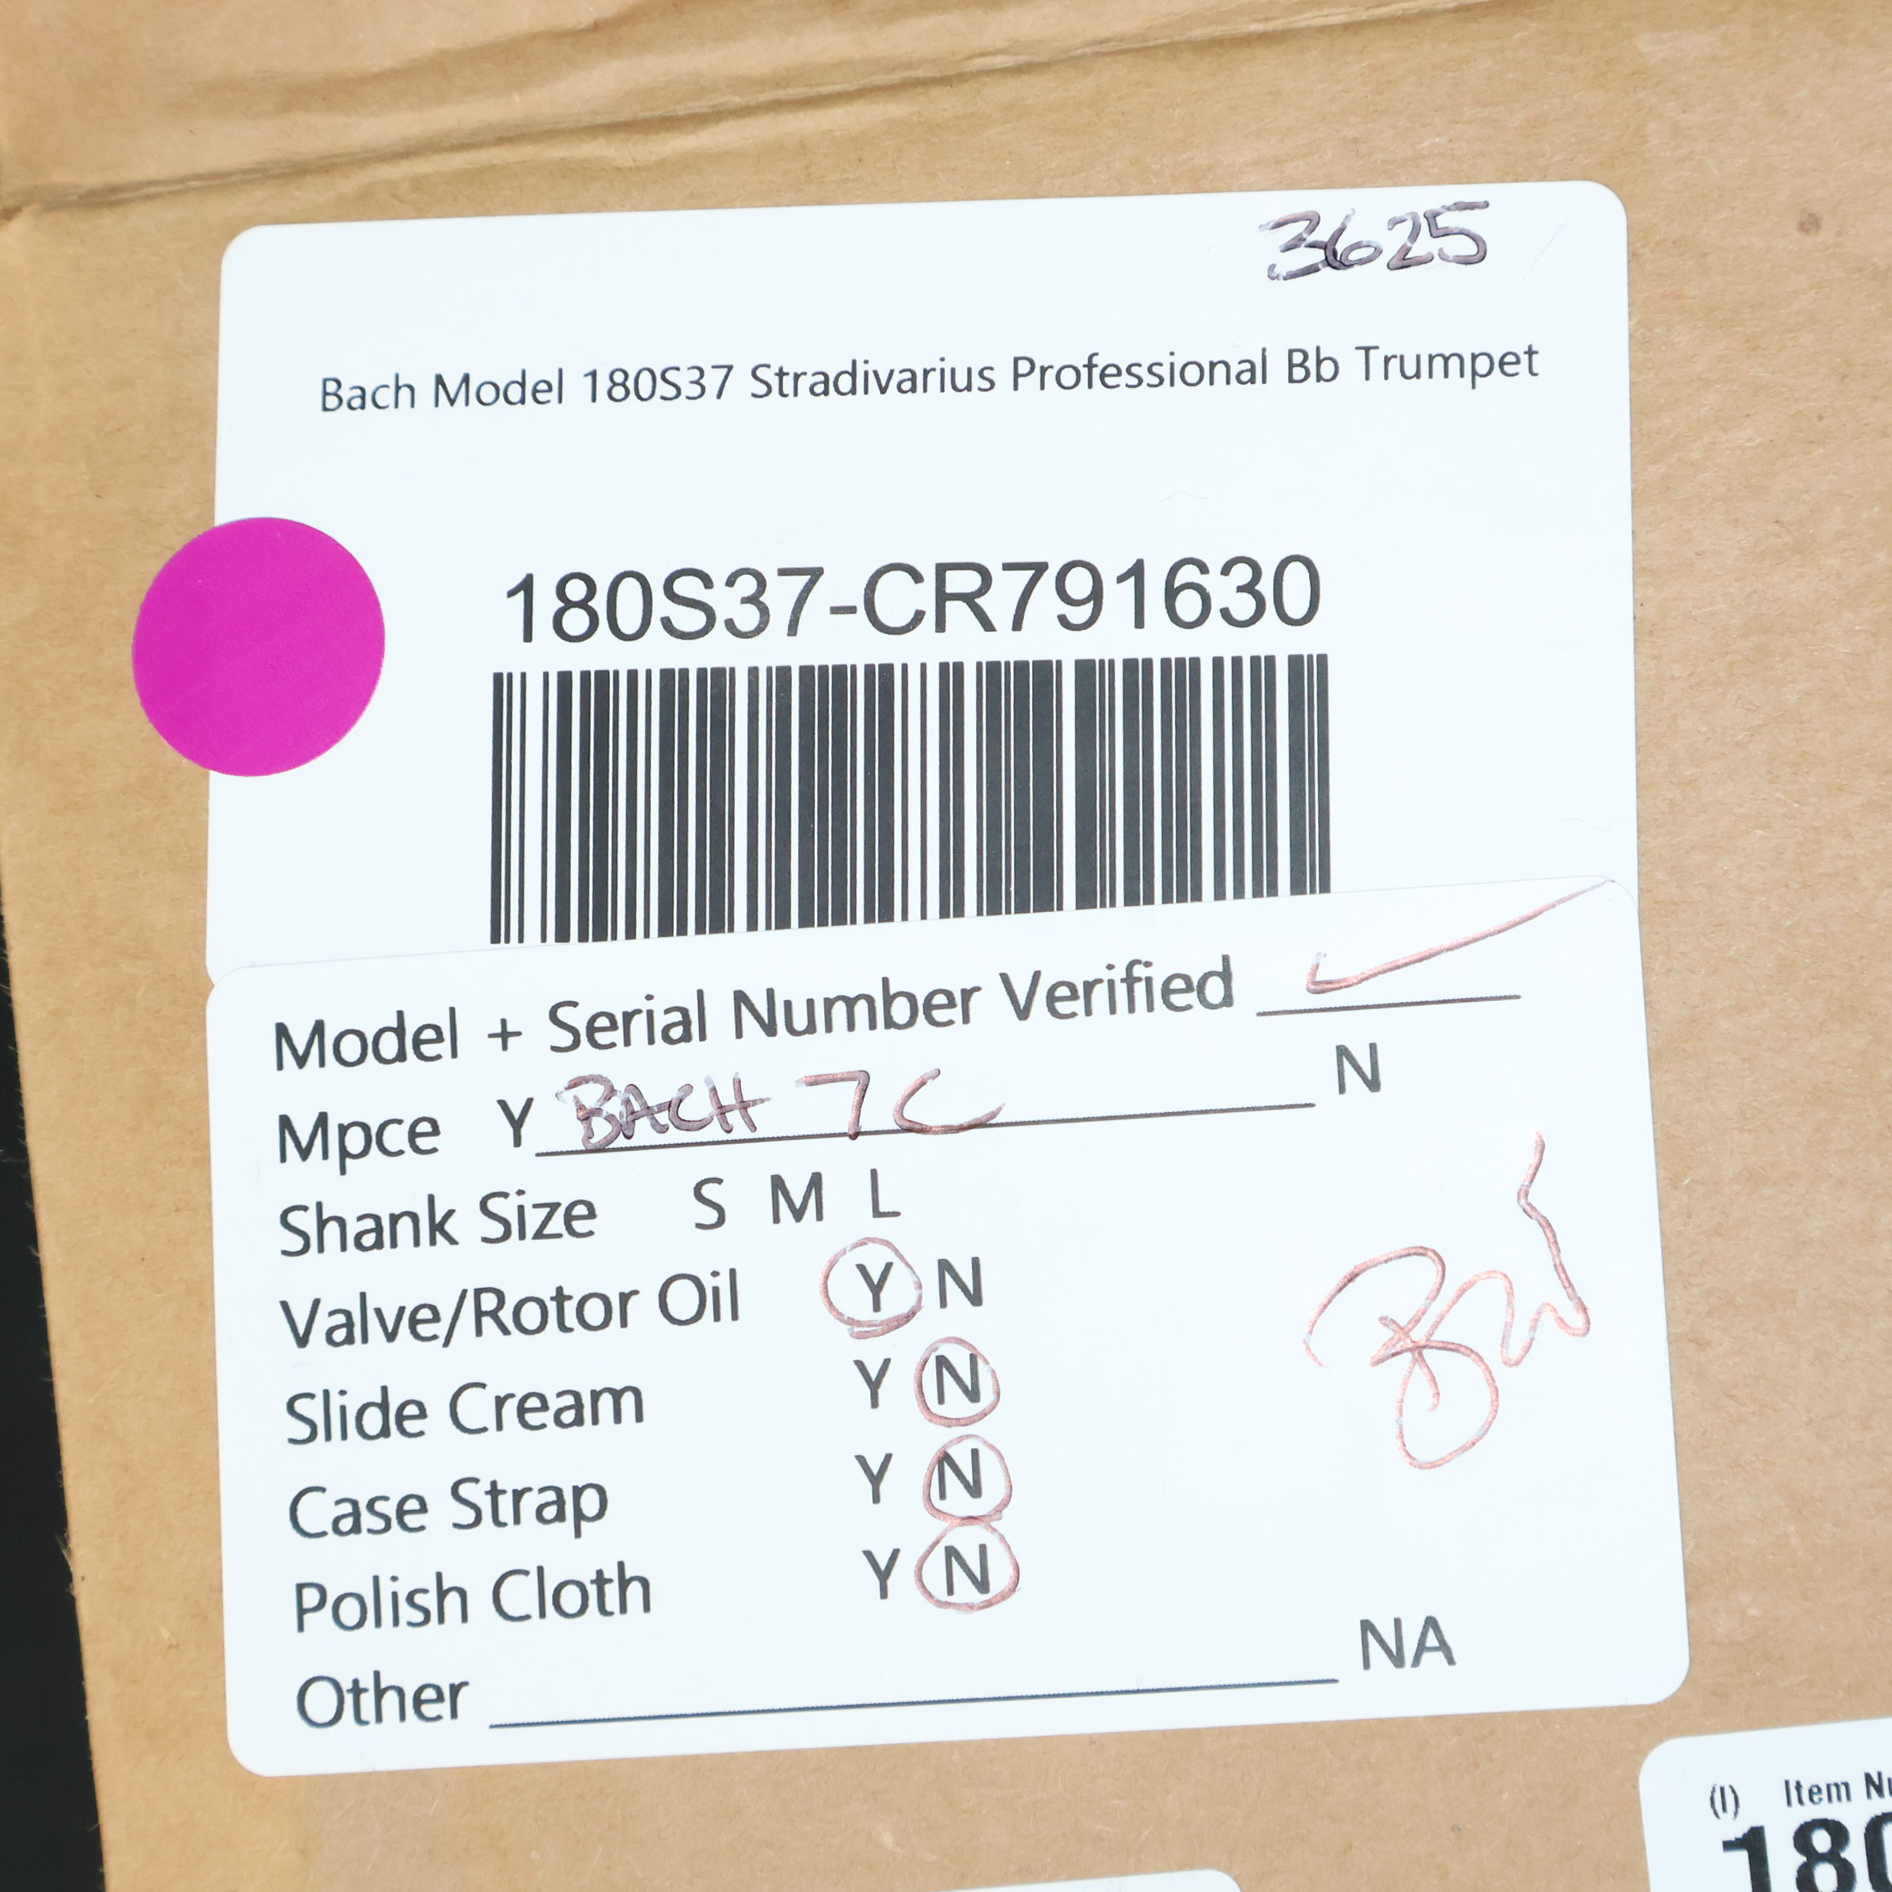 3625
Bach Model 180S37 Stradivarius Professional Bb Trumpet
180S37-CR791630
Model + Serial Number Verified
Mpce Y BACH 7C N
Shank Size S M L
Valve/Rotor Oil Y N
Slide Cream Y N
Case Strap Y N
Polish Cloth Y N
Other NA
(I) Item
180